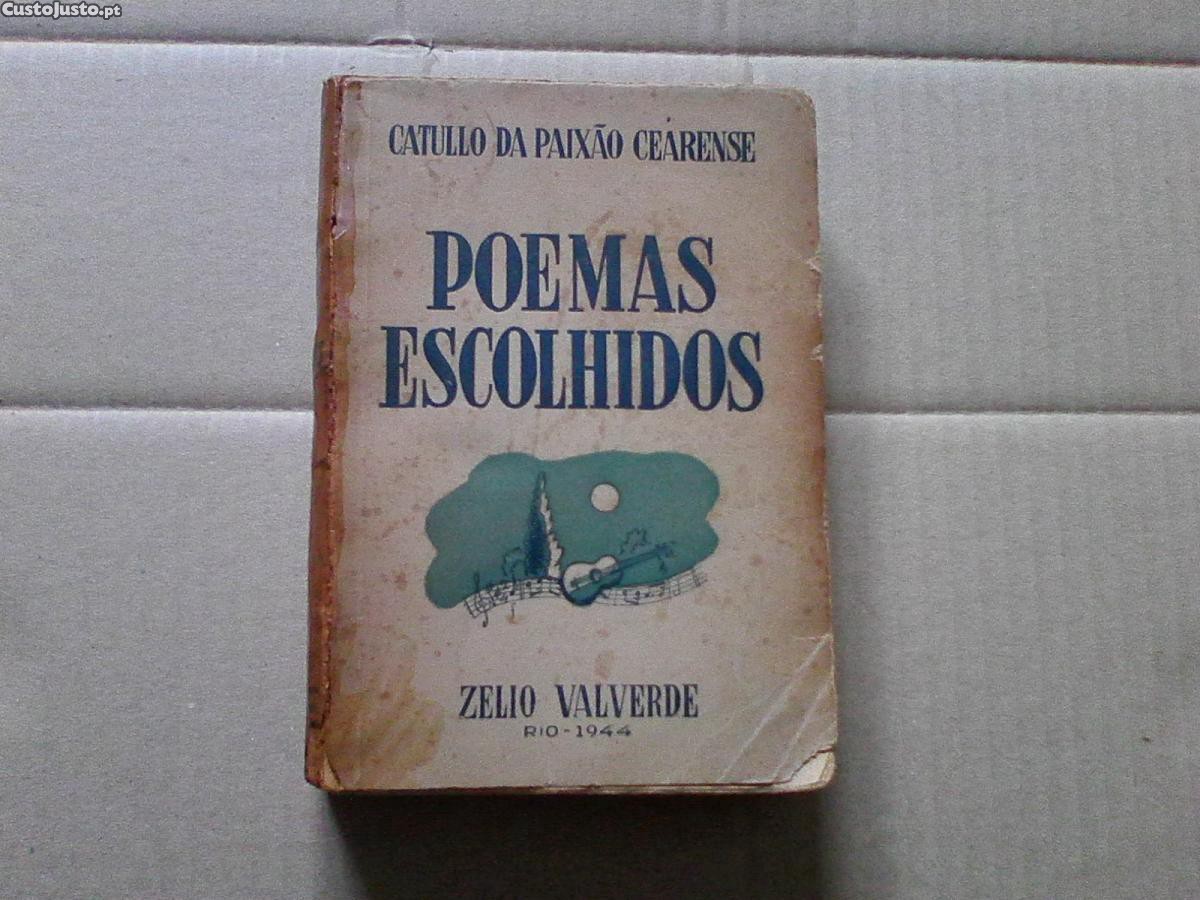 CustoJusto.pt
CATULLO DA PAIXÃO CEARENSE
POEMAS
ESCOLHIDOS
ZELIO VALVERDE
RIO - 1944